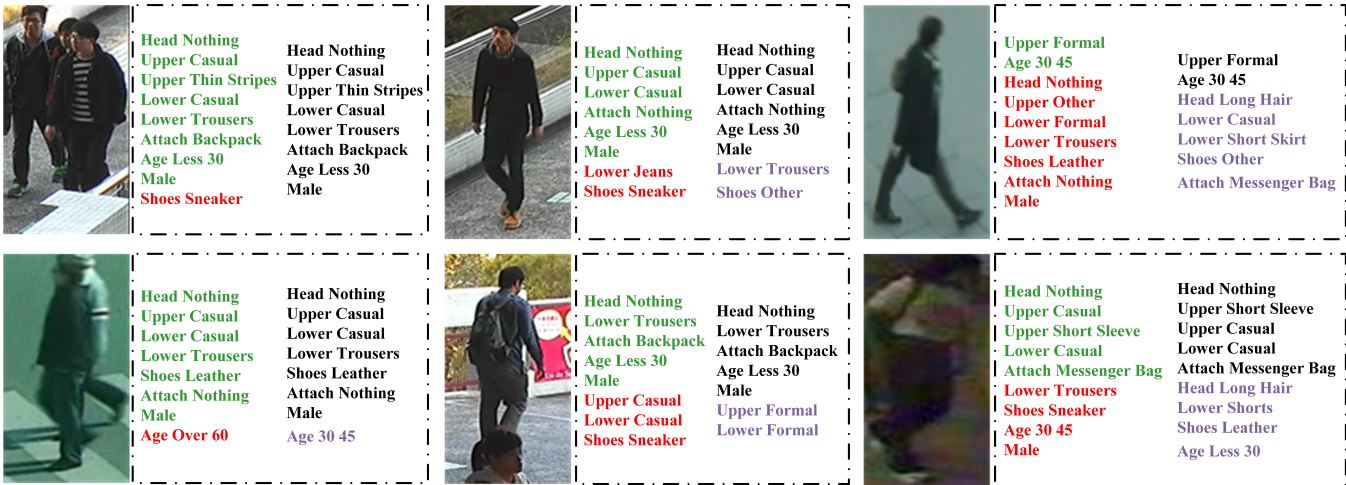 Head Nothing
Upper Casual
Upper Thin Stripes
Lower Casual
Lower Trousers
Attach Backpack
Age Less 30
Male
Shoes Sneaker
Head Nothing
Upper Casual
Upper Thin Stripes
Lower Casual
Lower Trousers
Attach Backpack
Age Less 30
Male
Head Nothing
Upper Casual
Lower Casual
Attach Nothing
Age Less 30
Male
Lower Jeans
Shoes Sneaker
Head Nothing
Upper Casual
Lower Casual
Attach Nothing
Age Less 30
Male
Lower Trousers
Shoes Other
Upper Formal
Age 30 45
Head Nothing
Upper Other
Lower Formal
Lower Trousers
Shoes Leather
Attach Nothing
Male
Upper Formal
Age 30 45
Head Long Hair
Lower Casual
Lower Short Skirt
Shoes Other
Attach Messenger Bag
Head Nothing
Upper Casual
Lower Casual
Lower Trousers
Shoes Leather
Attach Nothing
Male
Age Over 60
Head Nothing
Upper Casual
Lower Casual
Lower Trousers
Shoes Leather
Attach Nothing
Male
Age 30 45
Head Nothing
Lower Trousers
Attach Backpack
Age Less 30
Male
Upper Casual
Lower Casual
Shoes Sneaker
Head Nothing
Lower Trousers
Attach Backpack
Age Less 30
Male
Upper Formal
Lower Formal
Head Nothing
Upper Casual
Upper Short Sleeve
Lower Casual
Attach Messenger Bag
Lower Trousers
Shoes Sneaker
Age 30 45
Male
Head Nothing
Upper Short Sleeve
Upper Casual
Lower Casual
Attach Messenger Bag
Head Long Hair
Lower Shorts
Shoes Leather
Age Less 30